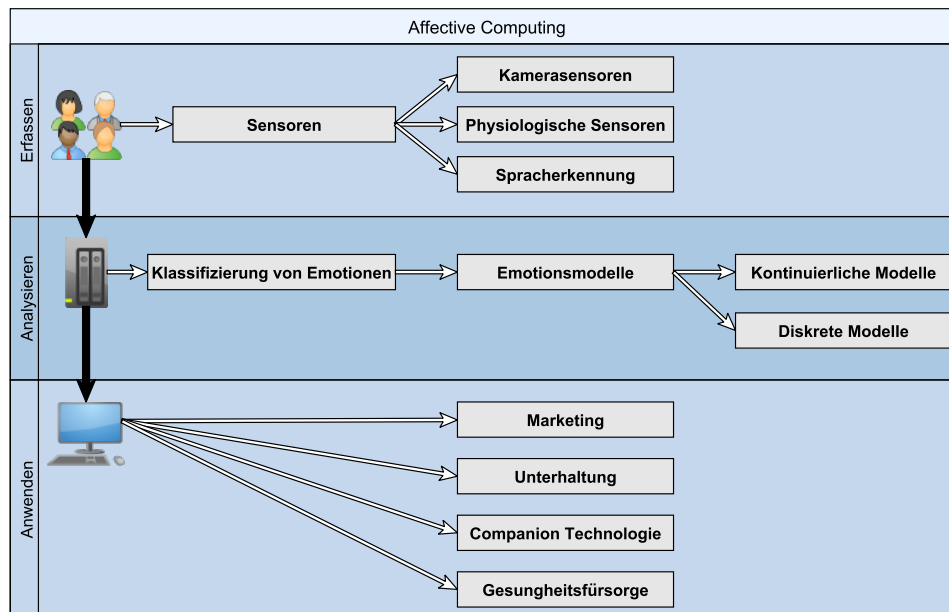 Affective Computing
Erfassen
Kamerasensoren
Sensoren
Physiologische Sensoren
Spracherkennung
Analysieren
Klassifizierung von Emotionen
Emotionsmodelle
Kontinuierliche Modelle
Diskrete Modelle
Anwenden
Marketing
Unterhaltung
Companion Technologie
Gesungheitsfürsorge